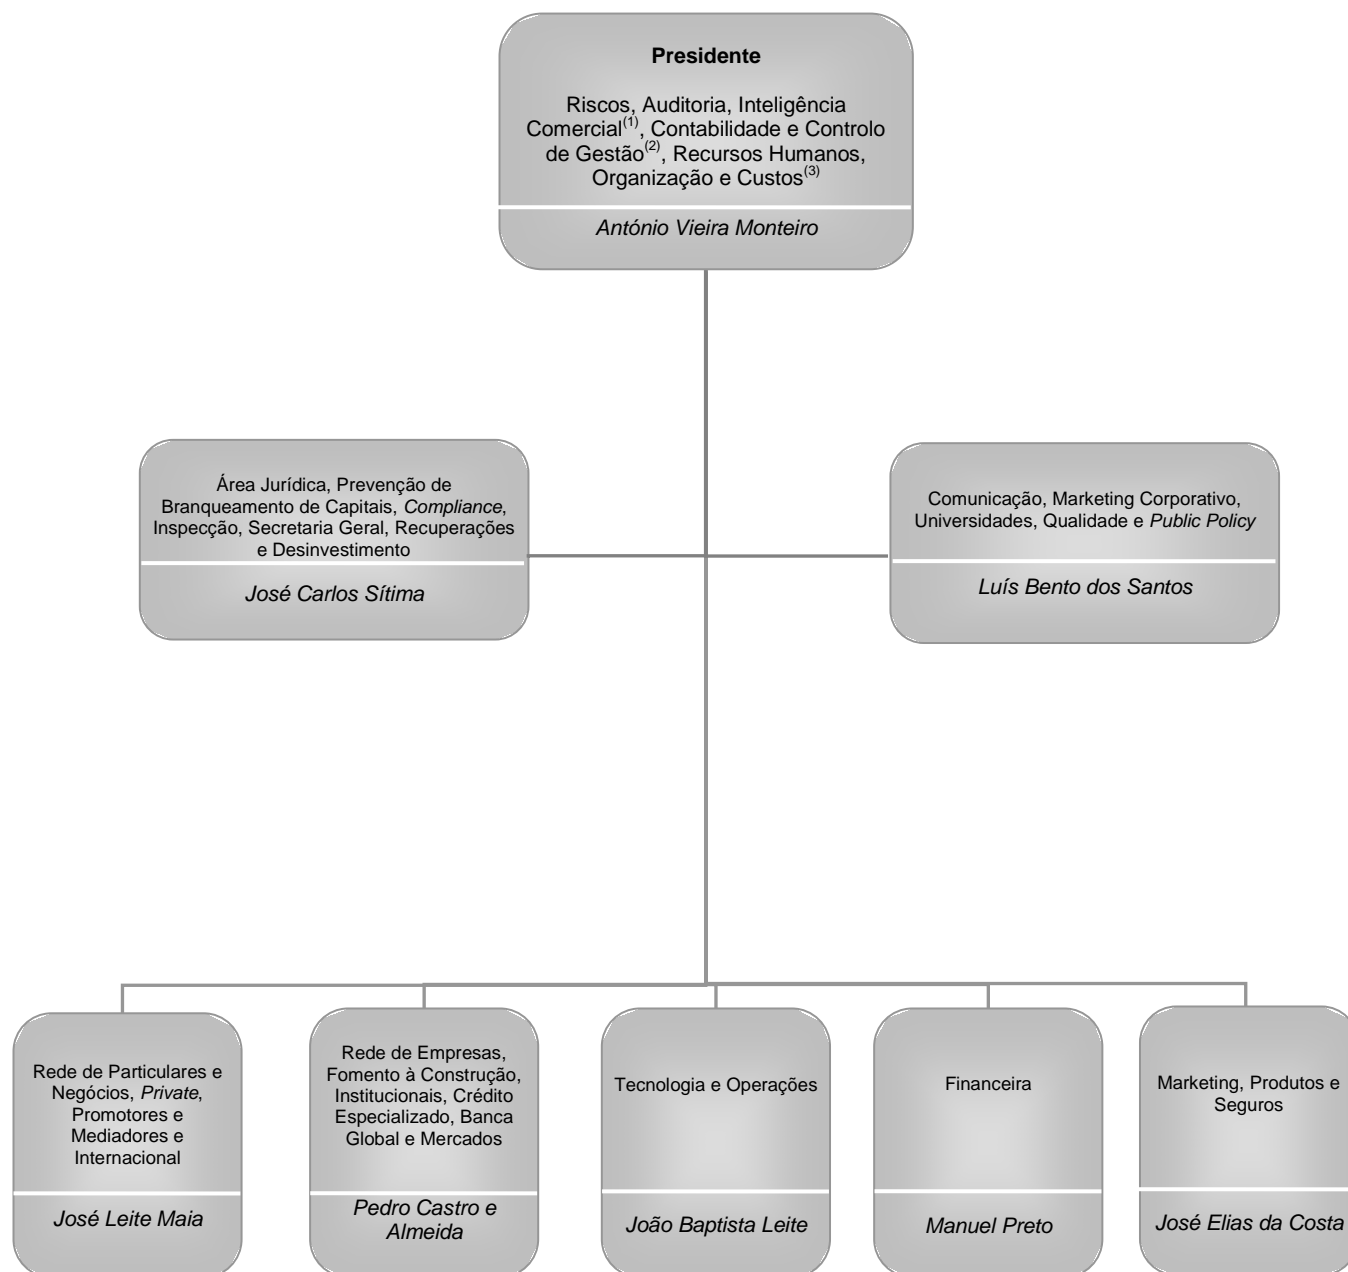 Presidente
Riscos, Auditoria, Inteligência
Comercial(1), Contabilidade e Controlo
de Gestão(2), Recursos Humanos,
Organização e Custos(3)
António Vieira Monteiro
Área Jurídica, Prevenção de
Branqueamento de Capitais, Compliance,
Inspecção, Secretaria Geral, Recuperações
e Desinvestimento
José Carlos Sítima
Comunicação, Marketing Corporativo,
Universidades, Qualidade e Public Policy
Luís Bento dos Santos
Rede de Particulares e
Negócios, Private,
Promotores e
Mediadores e
Internacional
José Leite Maia
Rede de Empresas,
Fomento à Construção,
Institucionais, Crédito
Especializado, Banca
Global e Mercados
Pedro Castro e
Almeida
Tecnologia e Operações
João Baptista Leite
Financeira
Manuel Preto
Marketing, Produtos e
Seguros
José Elias da Costa